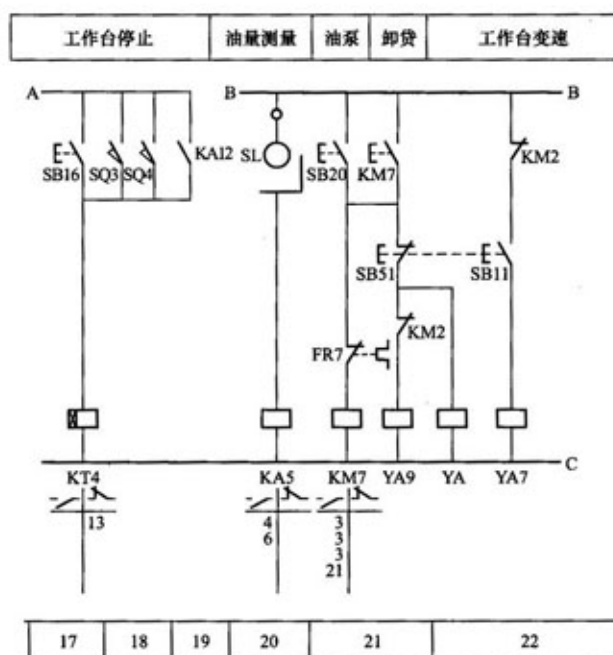 工作台停止 油量测量 油泵 卸贷 工作台变速
A B B
SB16 SQ3 SQ4 KA12 SL SB20 KM7 KM2
SB51 SB11
FR7 KM2
C
KT4 KA5 KM7 YA9 YA YA7
13 4 3
6 3
3
21
17 18 19 20 21 22